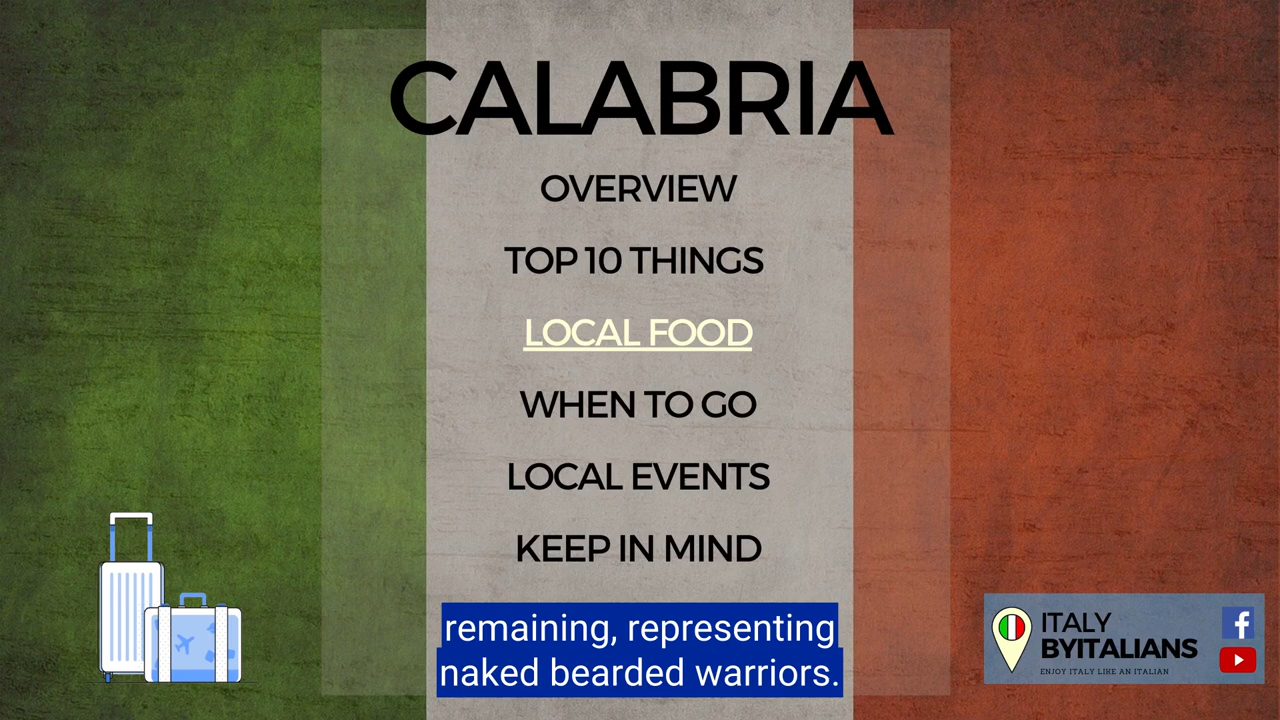 CALABRIA
OVERVIEW
TOP 10 THINGS
LOCAL FOOD
WHEN TO GO
LOCAL EVENTS
KEEP IN MIND
remaining, representing
naked bearded warriors.
ITALY
BYITALIANS
ENJOY ITALY LIKE AN ITALIAN